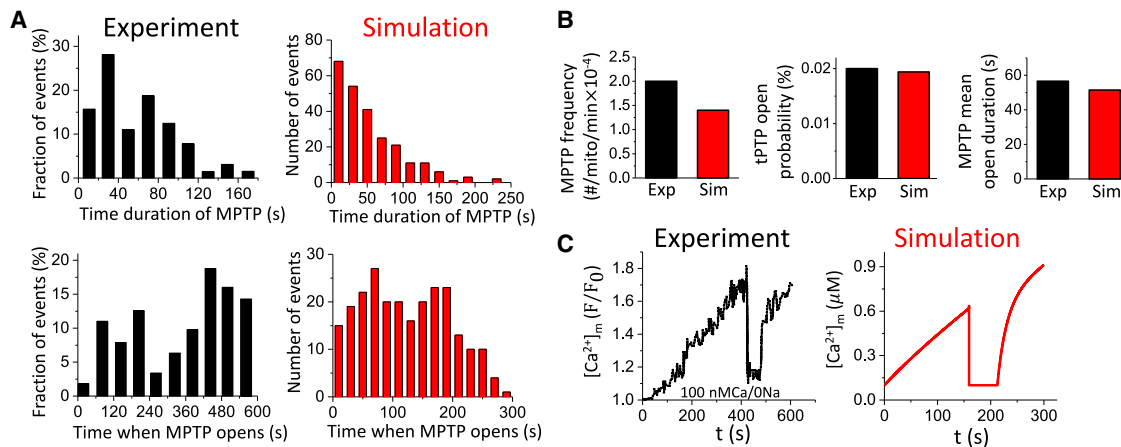 A
Experiment
Simulation
Fraction of events (%)
30
20
10
0
40 80 120 160
Time duration of MPTP (s)
Number of events
80
60
40
20
0
0 50 100 150 200 250
Time duration of MPTP (s)
Fraction of events (%)
20
15
10
5
0
0 120 240 360 480 600
Time when MPTP opens (s)
Number of events
30
20
10
0
0 100 200 300
Time when MPTP opens (s)
B
MPTP frequency
(#/mito/min×10⁻⁴)
2.5
2.0
1.5
1.0
0.5
0.0
Exp Sim
tPTP open
probability (%)
0.02
0.01
0.00
Exp Sim
MPTP mean
open duration (s)
60
40
20
0
Exp Sim
C
Experiment
Simulation
[Ca²⁺]m (F/F₀)
1.8
1.6
1.4
1.2
1.0
100 nMCa/0Na
0 200 400 600
t (s)
[Ca²⁺]m (μM)
0.9
0.6
0.3
0.0
0 100 200 300
t (s)